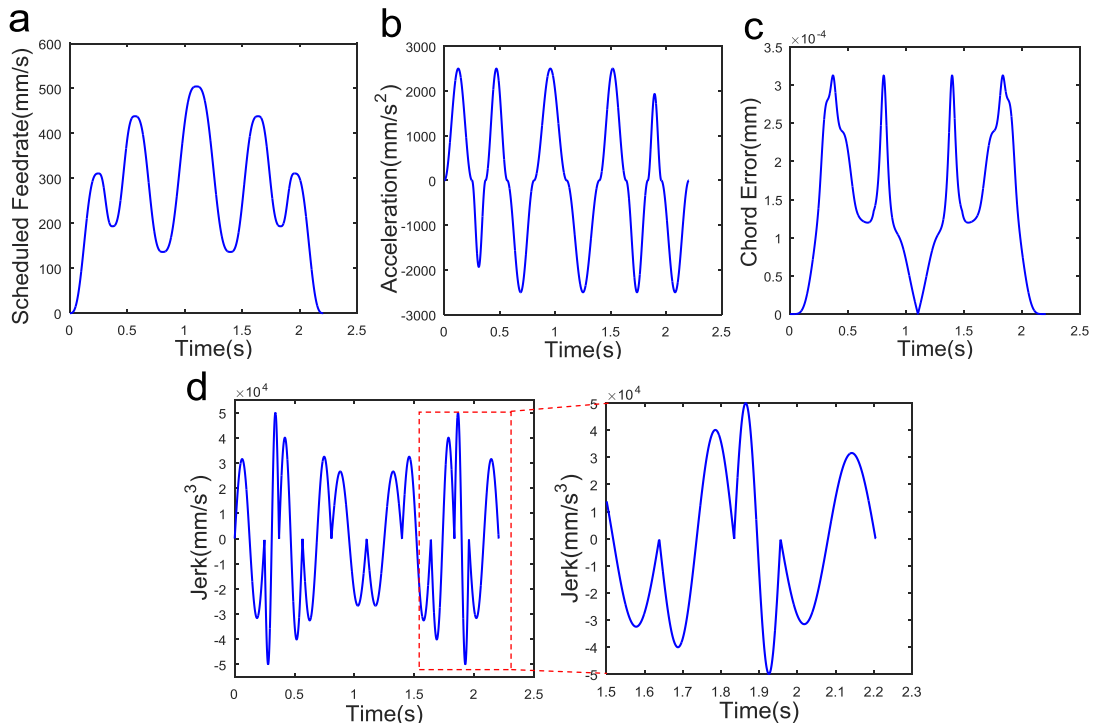 a
600
500
400
300
200
100
0
0 0.5 1 1.5 2 2.5
Scheduled Feedrate(mm/s)
Time(s)
b
3000
2000
1000
0
-1000
-2000
-3000
0 0.5 1 1.5 2 2.5
Acceleration(mm/s²)
Time(s)
c
×10⁻⁴
3.5
3
2.5
2
1.5
1
0.5
0
0 0.5 1 1.5 2 2.5
Chord Error(mm)
Time(s)
d
×10⁴
5
4
3
2
1
0
-1
-2
-3
-4
-5
0 0.5 1 1.5 2 2.5
Jerk(mm/s³)
Time(s)
×10⁴
5
4
3
2
1
0
-1
-2
-3
-4
-5
1.5 1.6 1.7 1.8 1.9 2 2.1 2.2 2.3
Jerk(mm/s³)
Time(s)